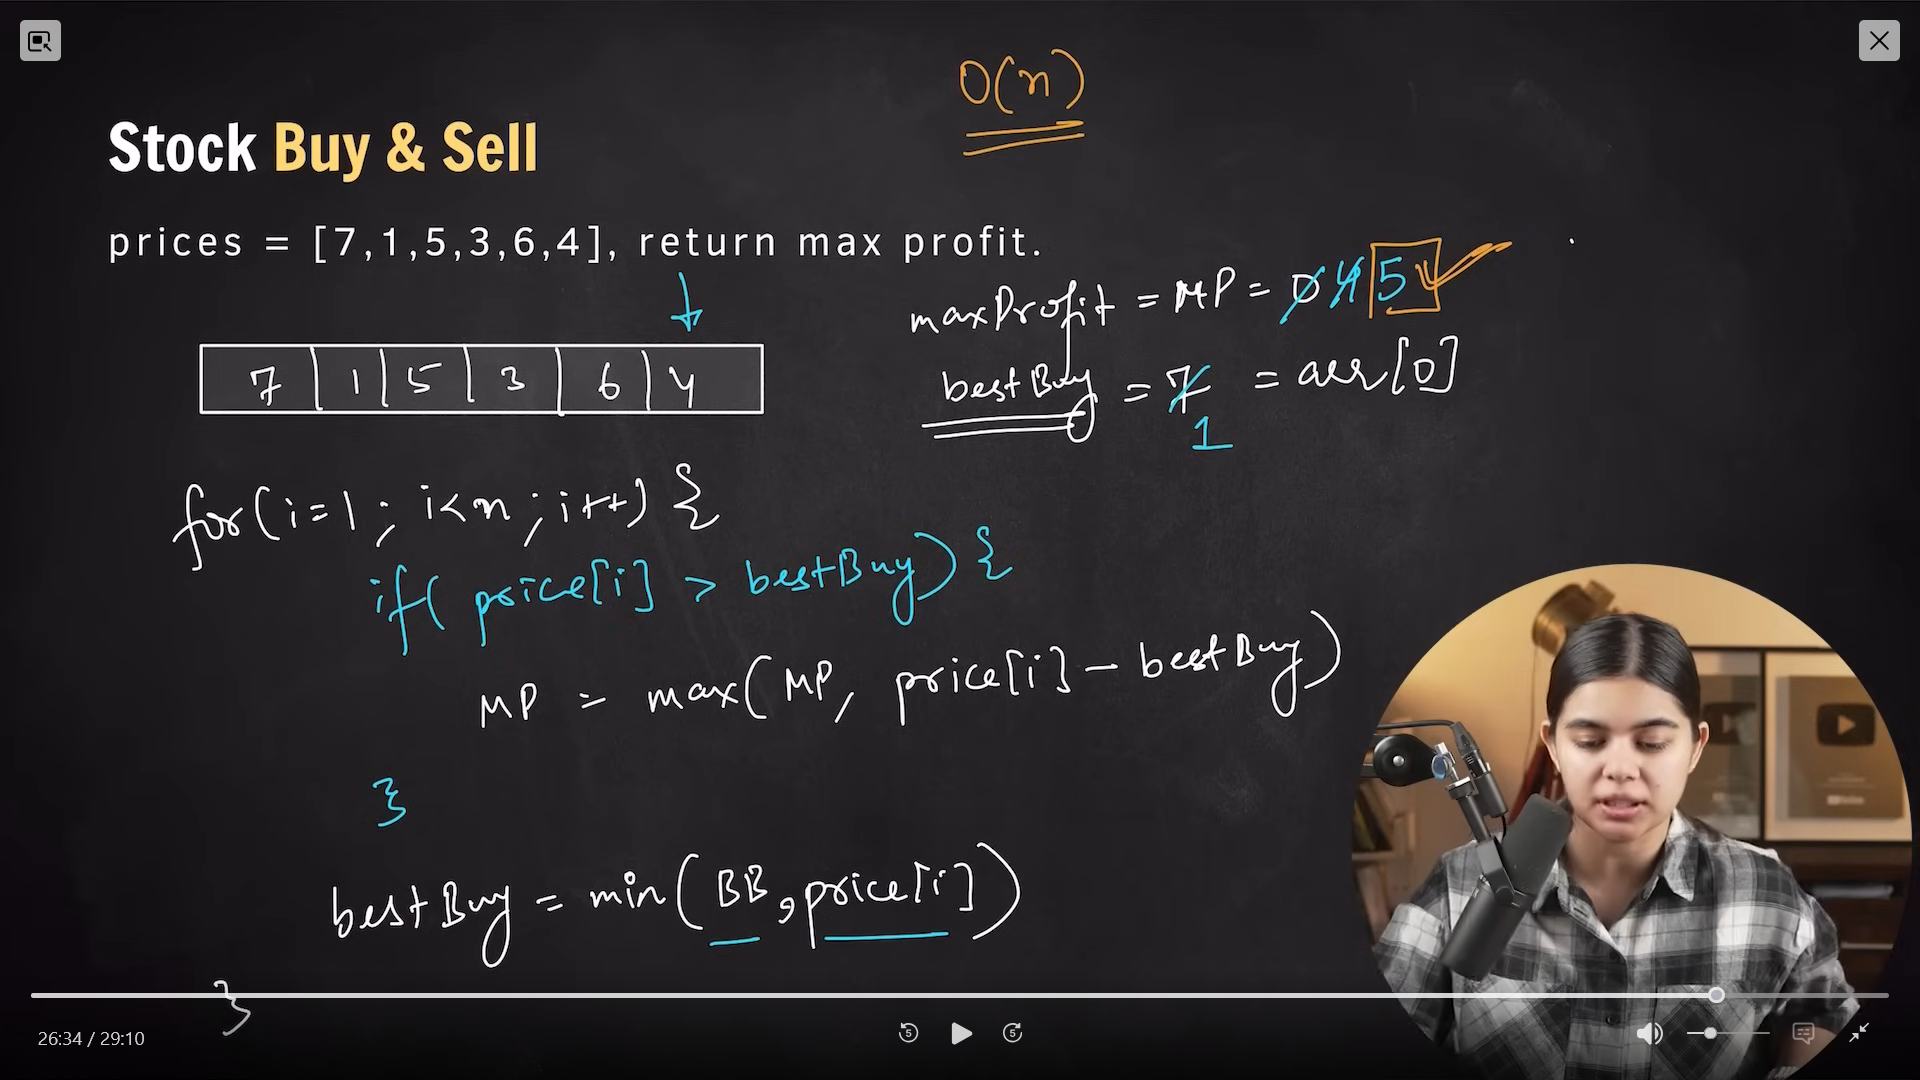 O(n)
Stock Buy & Sell
prices = [7,1,5,3,6,4], return max profit.
maxProfit = MP = 0 4 5
7 1 5 3 6 4
bestBuy = 7 = arr[0]
1
for(i=1; i<n; i++) {
if( price[i] > bestBuy) {
MP = max(MP, price[i] - bestBuy)
}
bestBuy = min(BB, price[i])
}
26:34 / 29:10
5 5